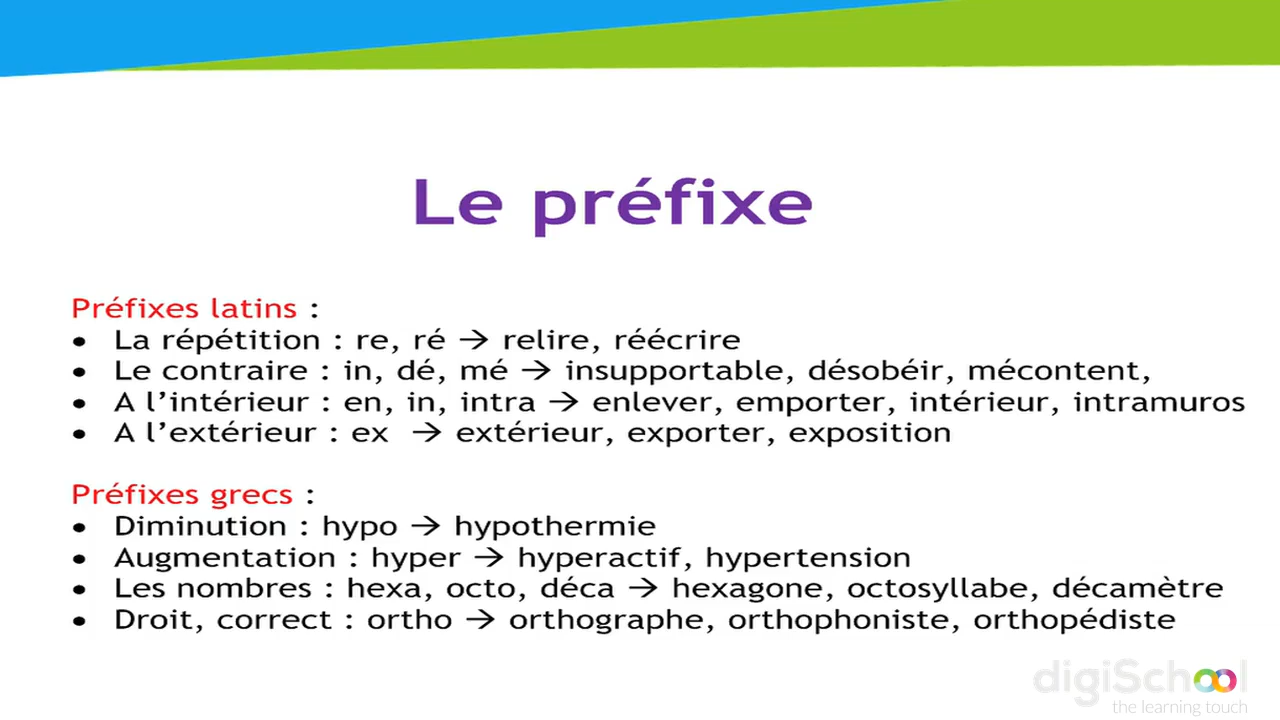 Le préfixe
Préfixes latins :
• La répétition : re, ré → relire, réécrire
• Le contraire : in, dé, mé → insupportable, désobéir, mécontent,
• A l’intérieur : en, in, intra → enlever, emporter, intérieur, intramuros
• A l’extérieur : ex → extérieur, exporter, exposition
Préfixes grecs :
• Diminution : hypo → hypothermie
• Augmentation : hyper → hyperactif, hypertension
• Les nombres : hexa, octo, déca → hexagone, octosyllabe, décamètre
• Droit, correct : ortho → orthographe, orthophoniste, orthopédiste
digiSchool
the learning touch